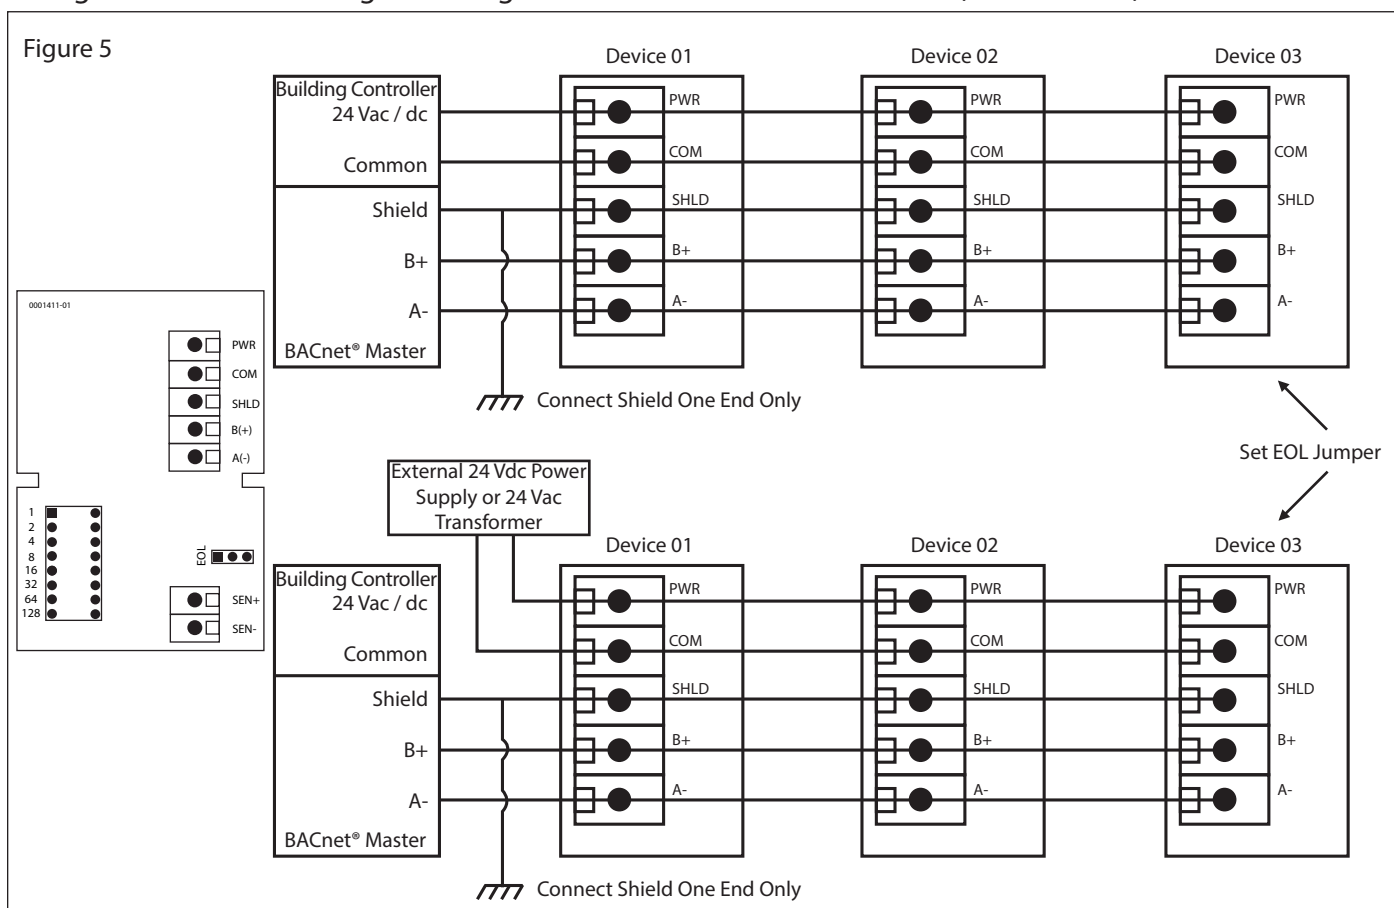 Figure 5
Device 01
Device 02
Device 03
Building Controller
24 Vac / dc
Common
Shield
B+
A-
BACnet® Master
PWR
COM
SHLD
B+
A-
PWR
COM
SHLD
B+
A-
PWR
COM
SHLD
B+
A-
Connect Shield One End Only
Set EOL Jumper
0001411-01
PWR
COM
SHLD
B(+)
A(-)
1
2
4
8
16
32
64
128
EOL
SEN+
SEN-
External 24 Vdc Power
Supply or 24 Vac
Transformer
Device 01
Device 02
Device 03
Building Controller
24 Vac / dc
Common
Shield
B+
A-
BACnet® Master
PWR
COM
SHLD
B+
A-
PWR
COM
SHLD
B+
A-
PWR
COM
SHLD
B+
A-
Connect Shield One End Only